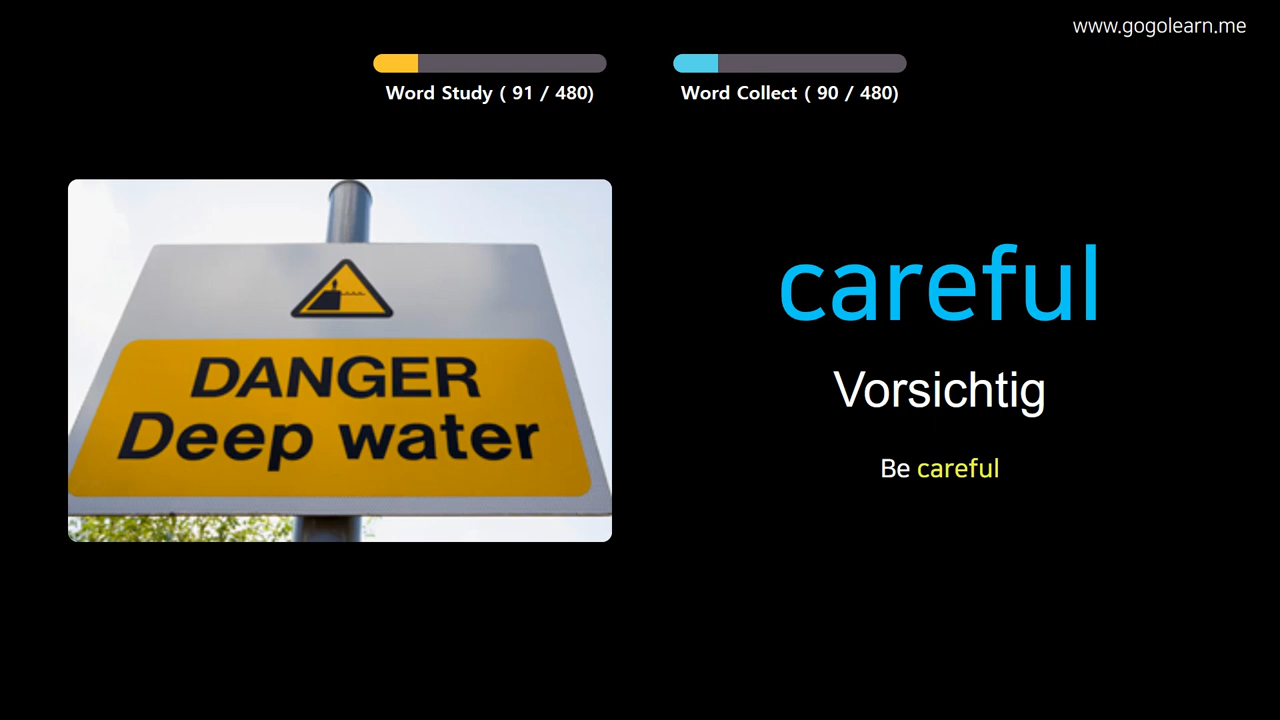 www.gogolearn.me
Word Study ( 91 / 480)
Word Collect ( 90 / 480)
DANGER
Deep water
careful
Vorsichtig
Be careful